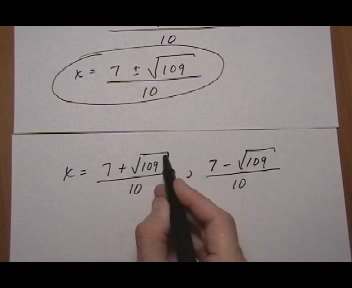 10
x = 7 ± √109 / 10
x = 7 + √109 / 10 , 7 - √109 / 10